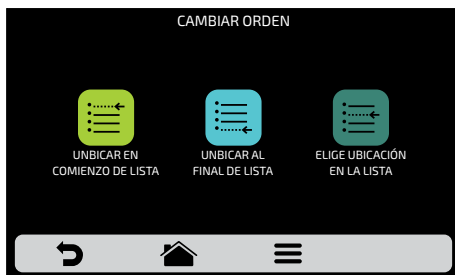 CAMBIAR ORDEN
UNBICAR EN
COMIENZO DE LISTA
UNBICAR AL
FINAL DE LISTA
ELIGE UBICACIÓN
EN LA LISTA